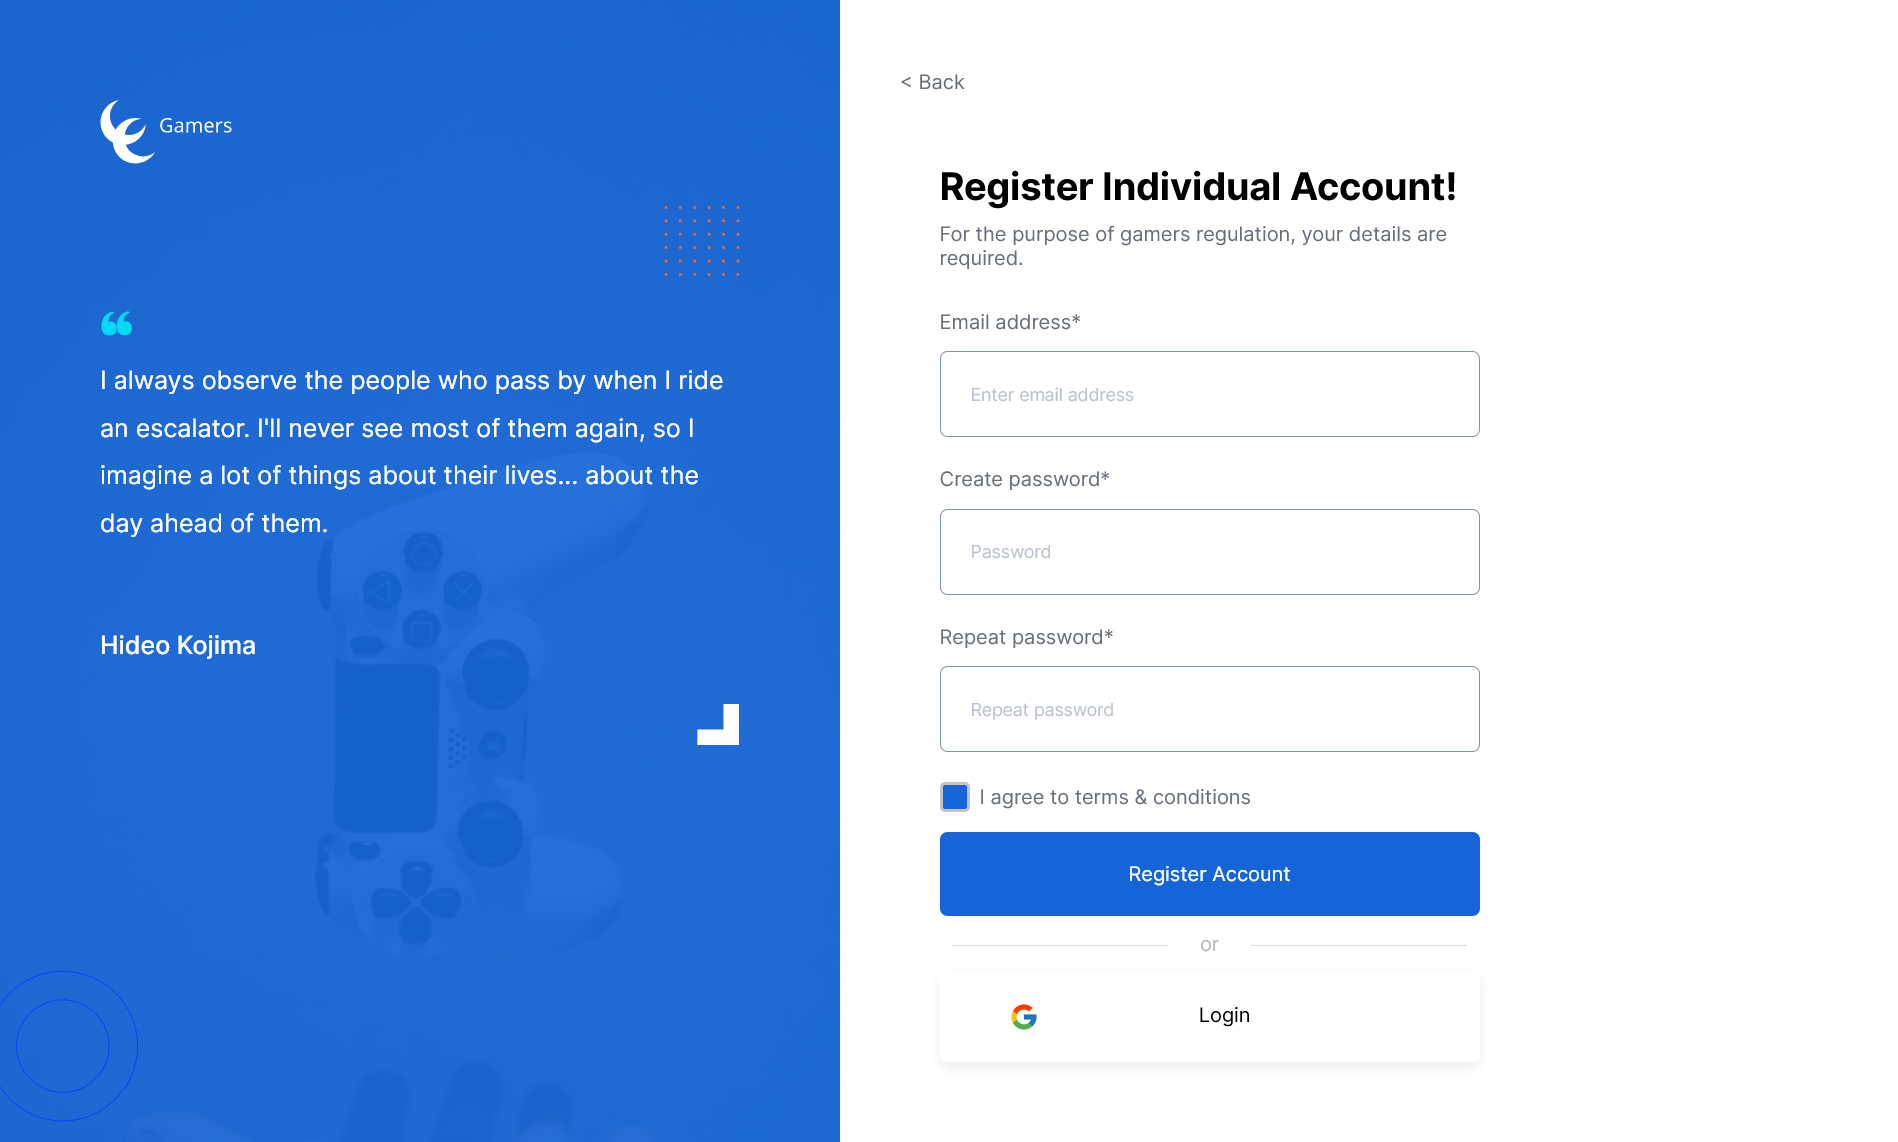 Gamers
I always observe the people who pass by when I ride
an escalator. I'll never see most of them again, so I
imagine a lot of things about their lives... about the
day ahead of them.
Hideo Kojima
< Back
Register Individual Account!
For the purpose of gamers regulation, your details are
required.
Email address*
Enter email address
Create password*
Password
Repeat password*
Repeat password
I agree to terms & conditions
Register Account
or
Login